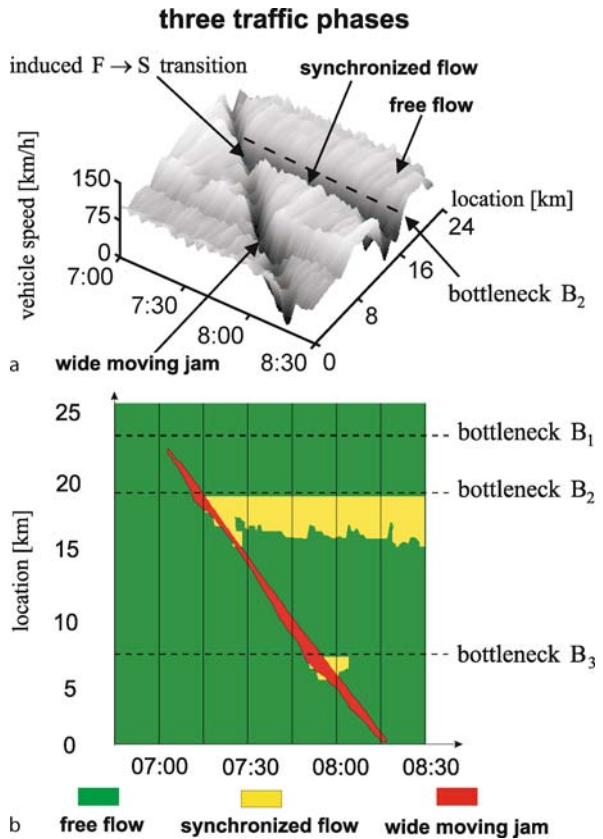 three traffic phases
induced F → S transition
synchronized flow
free flow
vehicle speed [km/h]
150
75
0
7:00
7:30
8:00
8:30
0
8
16
24
location [km]
bottleneck B₂
wide moving jam
a
location [km]
25
20
15
10
5
0
bottleneck B₁
bottleneck B₂
bottleneck B₃
07:00 07:30 08:00 08:30
b
free flow synchronized flow wide moving jam